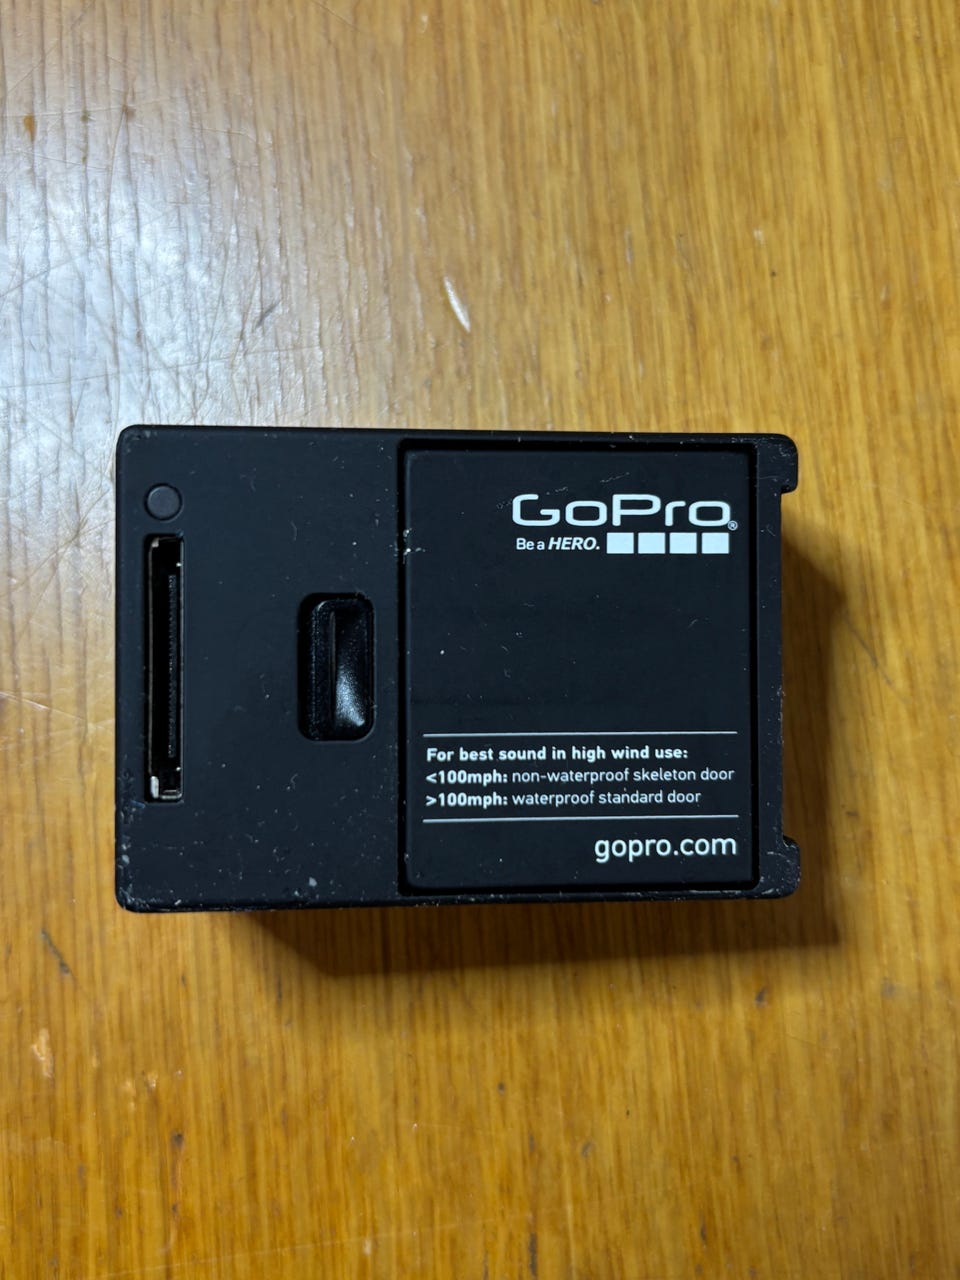 GoPro®
Be a HERO.
For best sound in high wind use:
<100mph: non-waterproof skeleton door
>100mph: waterproof standard door
gopro.com